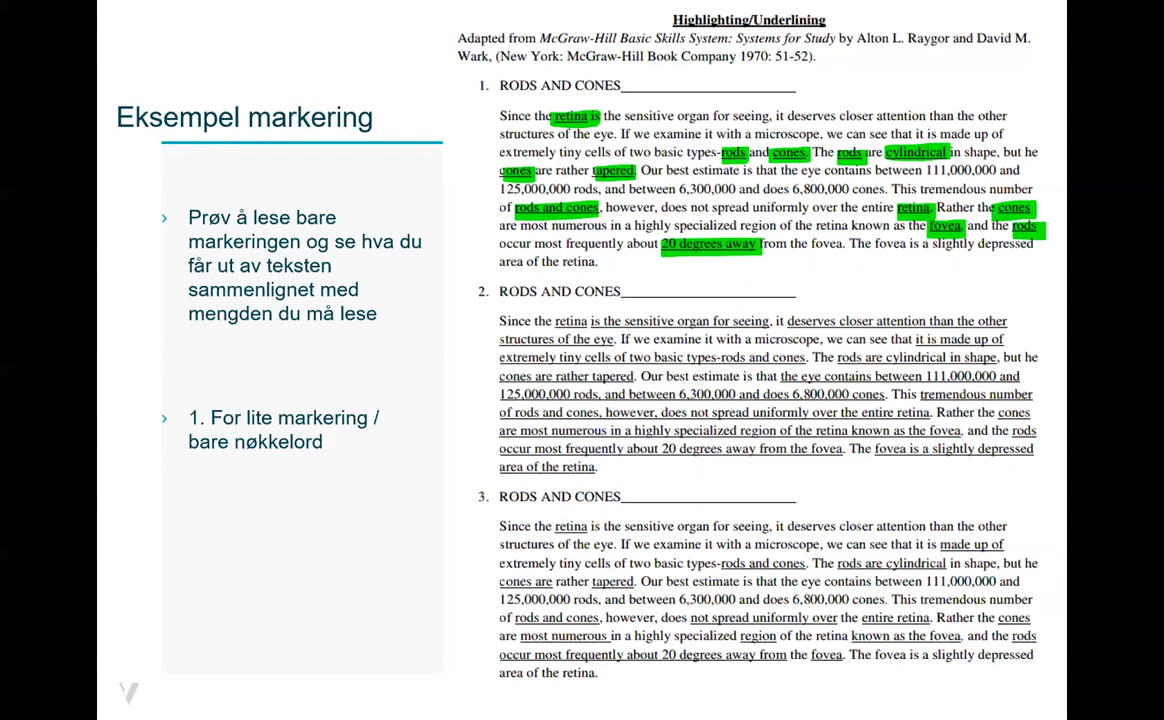 Eksempel markering
› Prøv å lese bare
markeringen og se hva du
får ut av teksten
sammenlignet med
mengden du må lese
› 1. For lite markering /
bare nøkkelord
Highlighting/Underlining
Adapted from McGraw-Hill Basic Skills System: Systems for Study by Alton L. Raygor and David M.
Wark, (New York: McGraw-Hill Book Company 1970: 51-52).
1. RODS AND CONES__________________________
Since the retina is the sensitive organ for seeing, it deserves closer attention than the other
structures of the eye. If we examine it with a microscope, we can see that it is made up of
extremely tiny cells of two basic types-rods and cones. The rods are cylindrical in shape, but he
cones are rather tapered. Our best estimate is that the eye contains between 111,000,000 and
125,000,000 rods, and between 6,300,000 and does 6,800,000 cones. This tremendous number
of rods and cones, however, does not spread uniformly over the entire retina. Rather the cones
are most numerous in a highly specialized region of the retina known as the fovea, and the rods
occur most frequently about 20 degrees away from the fovea. The fovea is a slightly depressed
area of the retina.
2. RODS AND CONES__________________________
Since the retina is the sensitive organ for seeing, it deserves closer attention than the other
structures of the eye. If we examine it with a microscope, we can see that it is made up of
extremely tiny cells of two basic types-rods and cones. The rods are cylindrical in shape, but he
cones are rather tapered. Our best estimate is that the eye contains between 111,000,000 and
125,000,000 rods, and between 6,300,000 and does 6,800,000 cones. This tremendous number
of rods and cones, however, does not spread uniformly over the entire retina. Rather the cones
are most numerous in a highly specialized region of the retina known as the fovea, and the rods
occur most frequently about 20 degrees away from the fovea. The fovea is a slightly depressed
area of the retina.
3. RODS AND CONES__________________________
Since the retina is the sensitive organ for seeing, it deserves closer attention than the other
structures of the eye. If we examine it with a microscope, we can see that it is made up of
extremely tiny cells of two basic types-rods and cones. The rods are cylindrical in shape, but he
cones are rather tapered. Our best estimate is that the eye contains between 111,000,000 and
125,000,000 rods, and between 6,300,000 and does 6,800,000 cones. This tremendous number
of rods and cones, however, does not spread uniformly over the entire retina. Rather the cones
are most numerous in a highly specialized region of the retina known as the fovea, and the rods
occur most frequently about 20 degrees away from the fovea. The fovea is a slightly depressed
area of the retina.